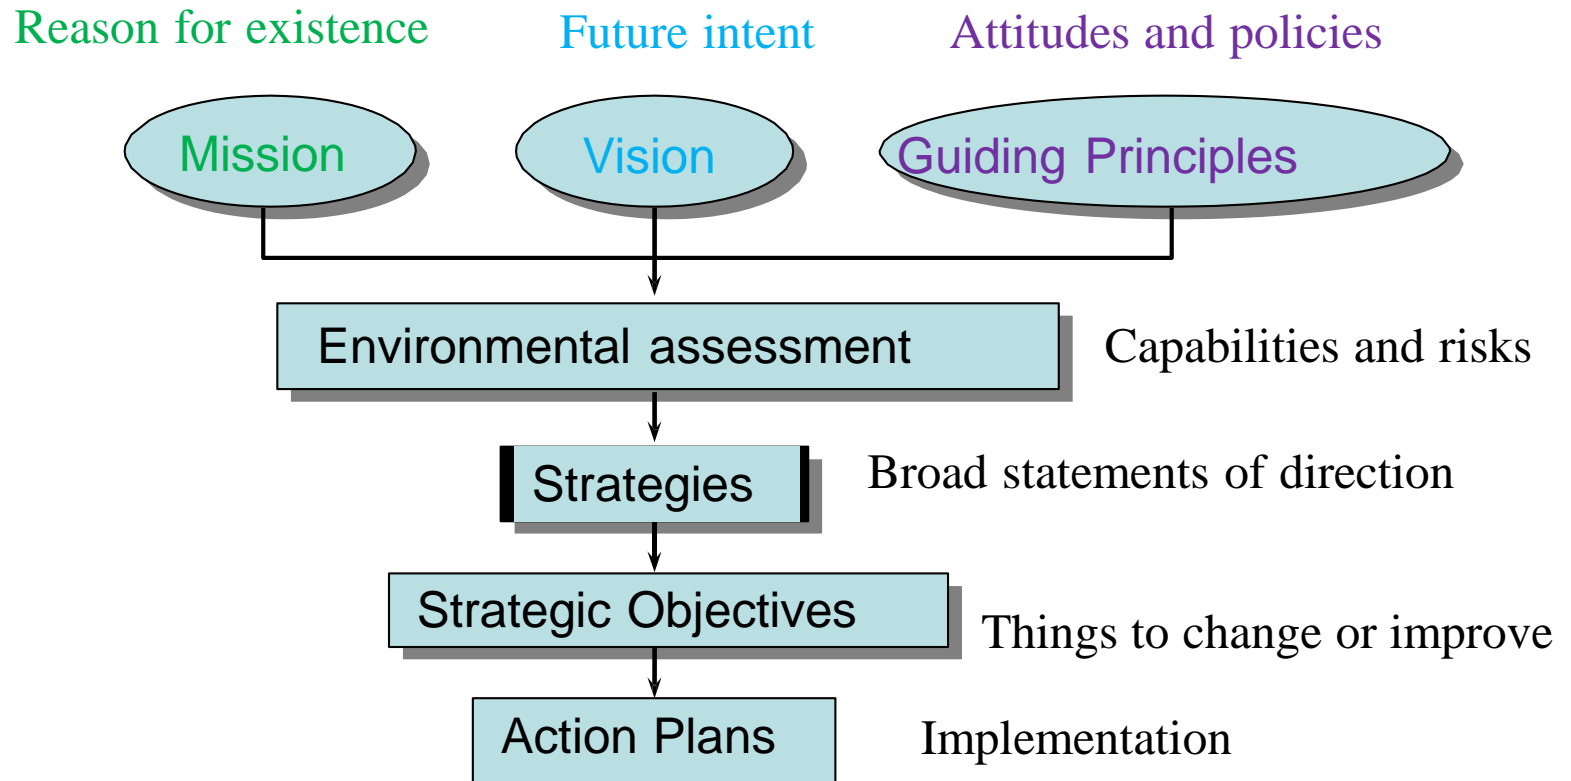 Reason for existence
Future intent
Attitudes and policies
Mission
Vision
Guiding Principles
Environmental assessment
Capabilities and risks
Strategies
Broad statements of direction
Strategic Objectives
Things to change or improve
Action Plans
Implementation